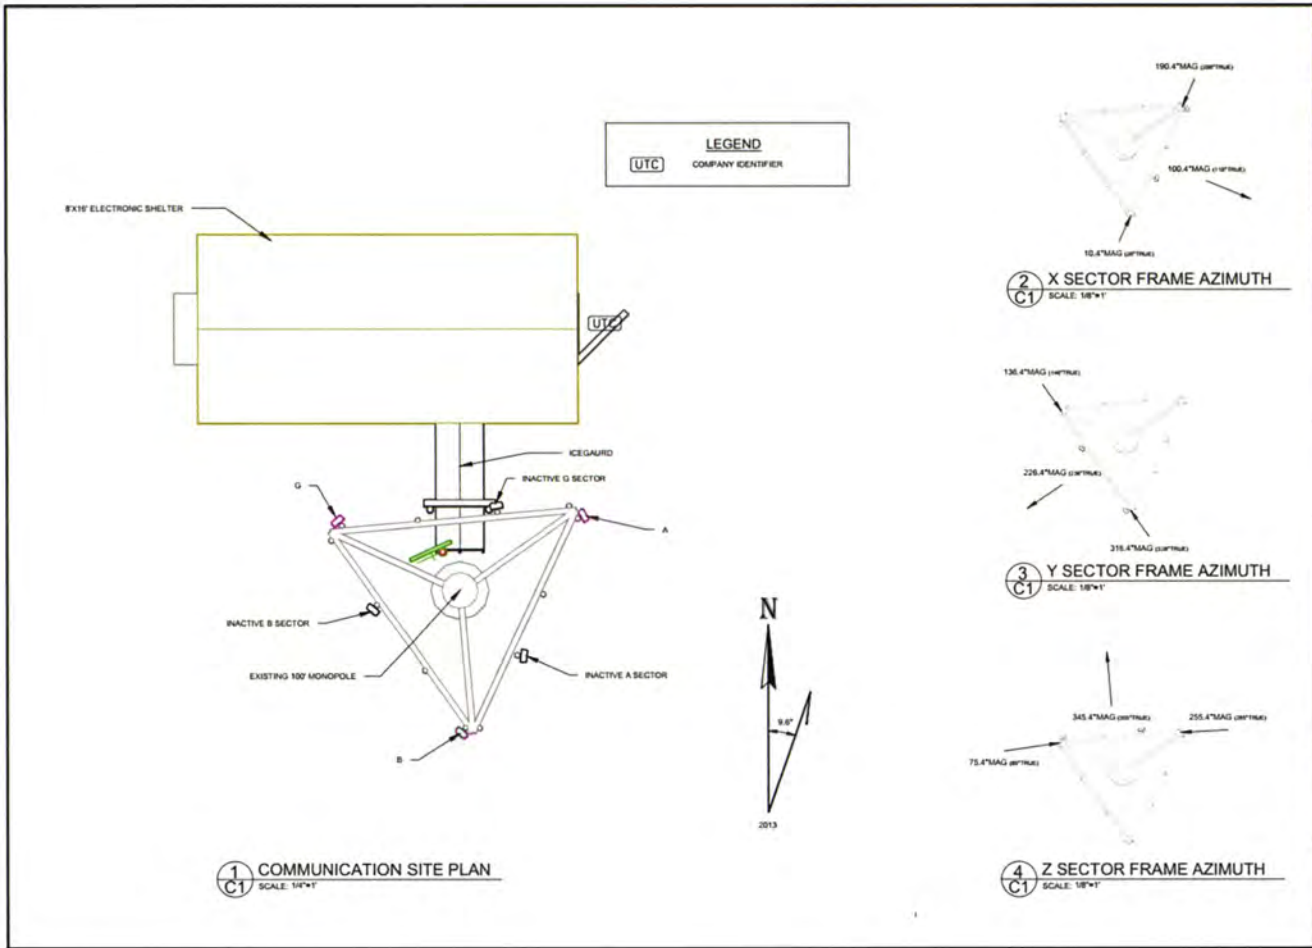 LEGEND
UTC COMPANY IDENTIFIER
8'X16' ELECTRONIC SHELTER
UTC
ICEGAURD
INACTIVE G SECTOR
G
A
INACTIVE B SECTOR
EXISTING 100' MONOPOLE
INACTIVE A SECTOR
B
N
9.6°
2013
1
C1
COMMUNICATION SITE PLAN
SCALE: 1/4"=1'
190.4°MAG
100.4°MAG
10.4°MAG
2
C1
X SECTOR FRAME AZIMUTH
SCALE: 1/8"=1'
136.4°MAG
226.4°MAG
316.4°MAG
3
C1
Y SECTOR FRAME AZIMUTH
SCALE: 1/8"=1'
345.4°MAG
255.4°MAG
75.4°MAG
4
C1
Z SECTOR FRAME AZIMUTH
SCALE: 1/8"=1'